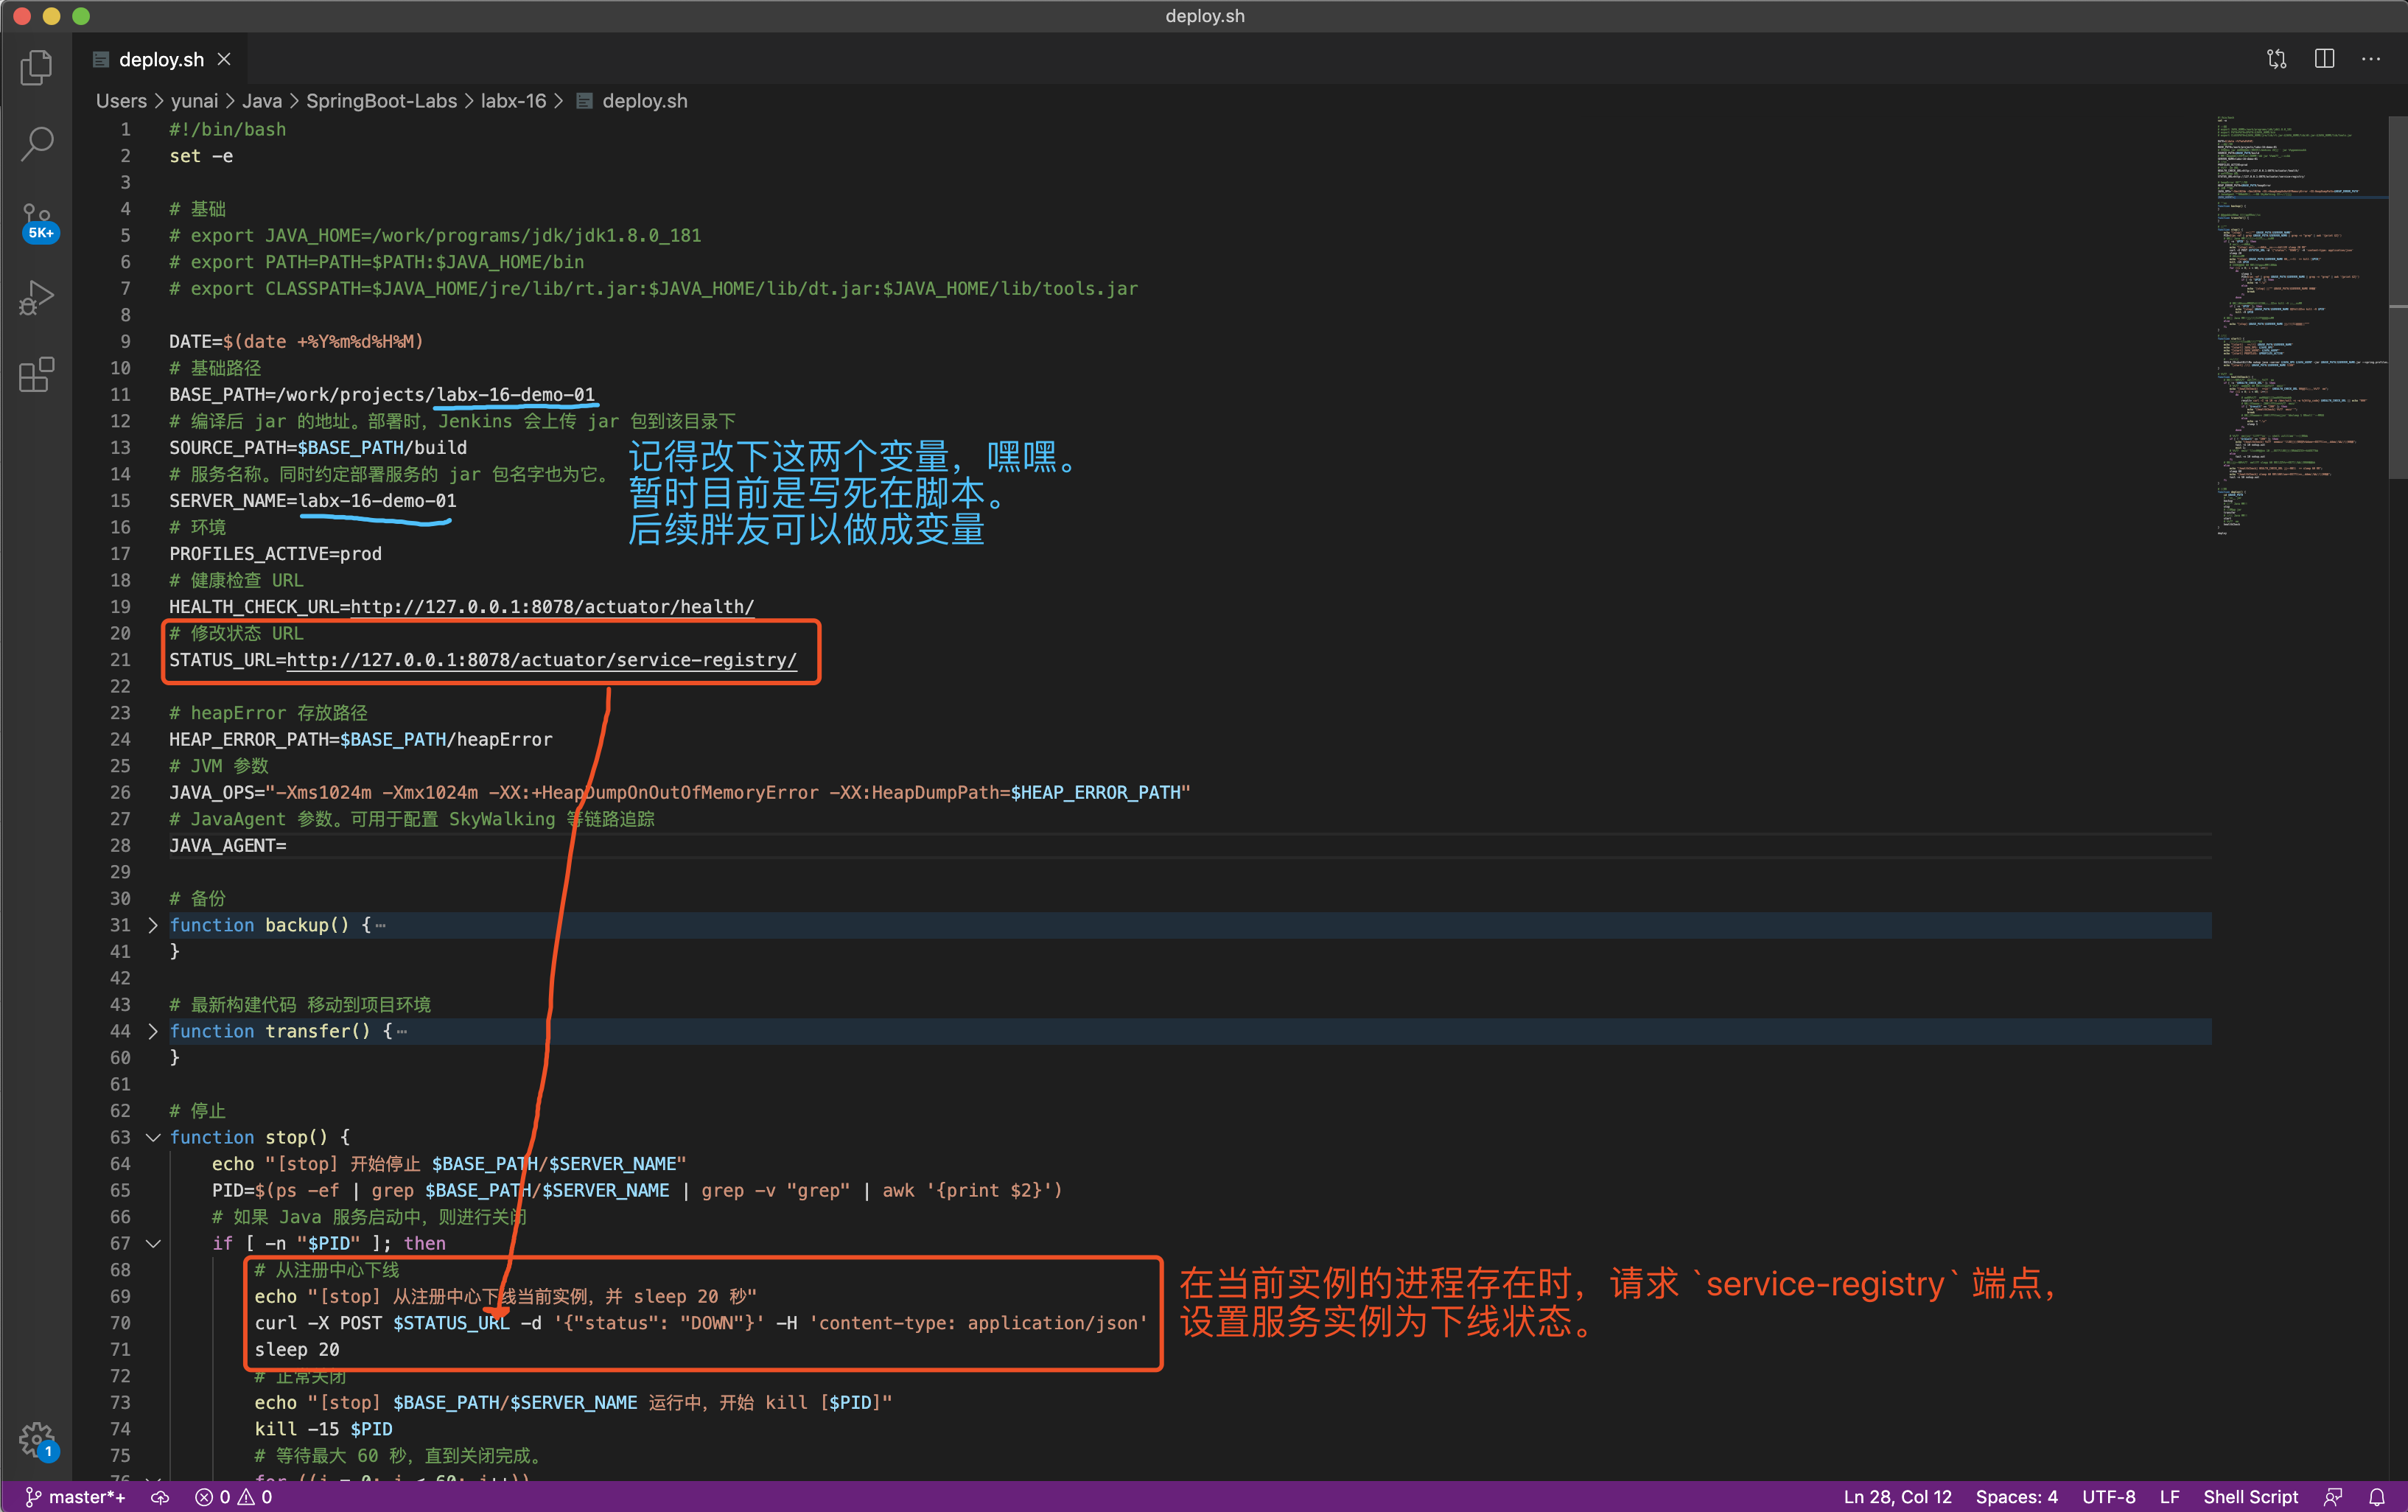 deploy.sh
deploy.sh
Users > yunai > Java > SpringBoot-Labs > labx-16 > deploy.sh
5K+
1 #!/bin/bash
2 set -e
3
4 # 基础
5 # export JAVA_HOME=/work/programs/jdk/jdk1.8.0_181
6 # export PATH=PATH=$PATH:$JAVA_HOME/bin
7 # export CLASSPATH=$JAVA_HOME/jre/lib/rt.jar:$JAVA_HOME/lib/dt.jar:$JAVA_HOME/lib/tools.jar
8
9 DATE=$(date +%Y%m%d%H%M)
10 # 基础路径
11 BASE_PATH=/work/projects/labx-16-demo-01
12 # 编译后 jar 的地址。部署时，Jenkins 会上传 jar 包到该目录下
13 SOURCE_PATH=$BASE_PATH/build
14 # 服务名称。同时约定部署服务的 jar 包名字也为它。
15 SERVER_NAME=labx-16-demo-01
记得改下这两个变量，嘿嘿。
暂时目前是写死在脚本。
后续胖友可以做成变量
16 # 环境
17 PROFILES_ACTIVE=prod
18 # 健康检查 URL
19 HEALTH_CHECK_URL=http://127.0.0.1:8078/actuator/health/
20 # 修改状态 URL
21 STATUS_URL=http://127.0.0.1:8078/actuator/service-registry/
22
23 # heapError 存放路径
24 HEAP_ERROR_PATH=$BASE_PATH/heapError
25 # JVM 参数
26 JAVA_OPS="-Xms1024m -Xmx1024m -XX:+HeapDumpOnOutOfMemoryError -XX:HeapDumpPath=$HEAP_ERROR_PATH"
27 # JavaAgent 参数。可用于配置 SkyWalking 等链路追踪
28 JAVA_AGENT=
29
30 # 备份
31 function backup() {…
41 }
42
43 # 最新构建代码 移动到项目环境
44 function transfer() {…
60 }
61
62 # 停止
63 function stop() {
64 echo "[stop] 开始停止 $BASE_PATH/$SERVER_NAME"
65 PID=$(ps -ef | grep $BASE_PATH/$SERVER_NAME | grep -v "grep" | awk '{print $2}')
66 # 如果 Java 服务启动中，则进行关闭
67 if [ -n "$PID" ]; then
68 # 从注册中心下线
69 echo "[stop] 从注册中心下线当前实例，并 sleep 20 秒"
70 curl -X POST $STATUS_URL -d '{"status": "DOWN"}' -H 'content-type: application/json'
71 sleep 20
在当前实例的进程存在时，请求 `service-registry` 端点，
设置服务实例为下线状态。
72 # 正常关闭
73 echo "[stop] $BASE_PATH/$SERVER_NAME 运行中，开始 kill [$PID]"
74 kill -15 $PID
75 # 等待最大 60 秒，直到关闭完成。
76 for ((i = 0; i < 60; i++))
1
master*+ 0 0 Ln 28, Col 12 Spaces: 4 UTF-8 LF Shell Script